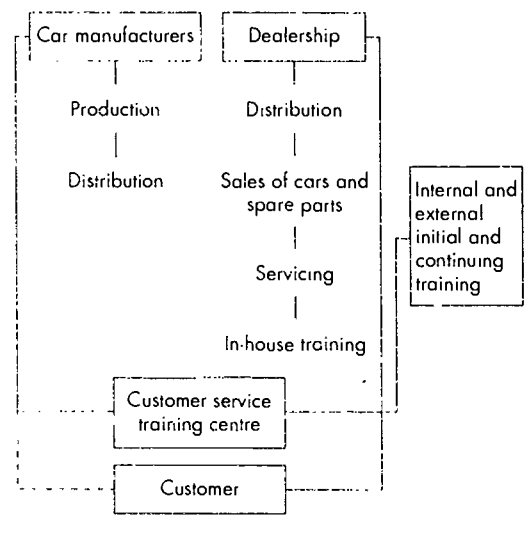 Car manufacturers
Dealership
Production
Distribution
Distribution
Sales of cars and
spare parts
Servicing
In-house training
Internal and
external
initial and
continuing
training
Customer service
training centre
Customer